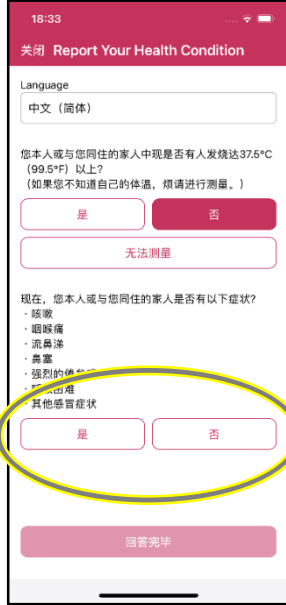 18:33
关闭 Report Your Health Condition
Language
中文（简体）
您本人或与您同住的家人中现是否有人发烧达37.5°C
（99.5°F）以上?
(如果您不知道自己的体温，烦请进行测量。)
是 否
无法测量
现在，您本人或与您同住的家人是否有以下症状?
· 咳嗽
· 咽喉痛
· 流鼻涕
· 鼻塞
· 强烈的倦
困难
· 其他感冒症状
是 否
回答完毕